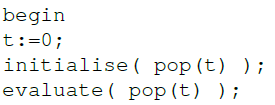 begin
t:=0;
initialise( pop(t) );
evaluate( pop(t) );